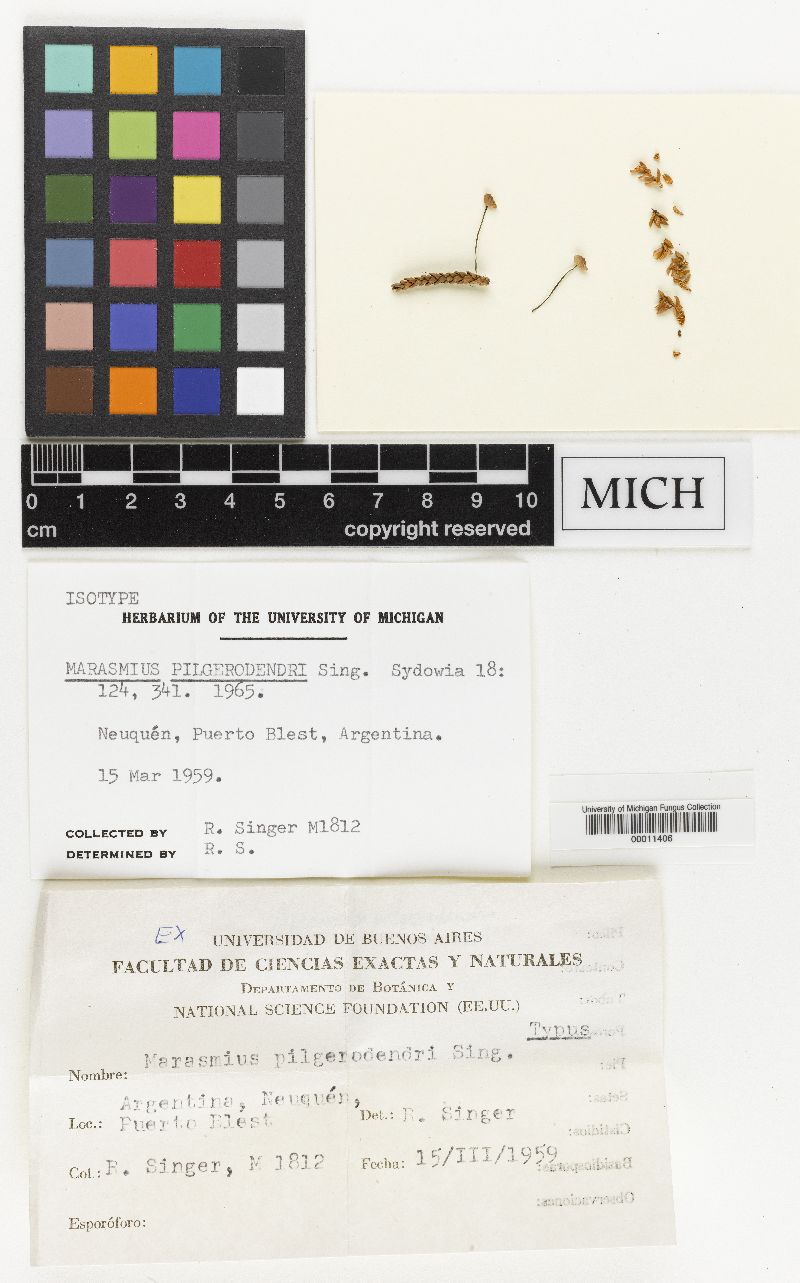 0 1 2 3 4 5 6 7 8 9 10
cm copyright reserved
MICH
ISOTYPE
HERBARIUM OF THE UNIVERSITY OF MICHIGAN
MARASMIUS PILGERODENDRI Sing. Sydowia 18:
124, 341. 1965.
Neuquén, Puerto Blest, Argentina.
15 Mar 1959.
COLLECTED BY R. Singer M1812
DETERMINED BY R. S.
University of Michigan Fungus Collection
00011406
EX UNIVERSIDAD DE BUENOS AIRES
FACULTAD DE CIENCIAS EXACTAS Y NATURALES
DEPARTAMENTO DE BOTÁNICA Y
NATIONAL SCIENCE FOUNDATION (EE.UU.)
Typus
Nombre: Marasmius pilgerodendri Sing.
Argentina, Neuquén,
Loc.: Puerto Blest Det.: R. Singer
Col.: R. Singer, M 1812 Fecha: 15/III/1959
Esporóforo: